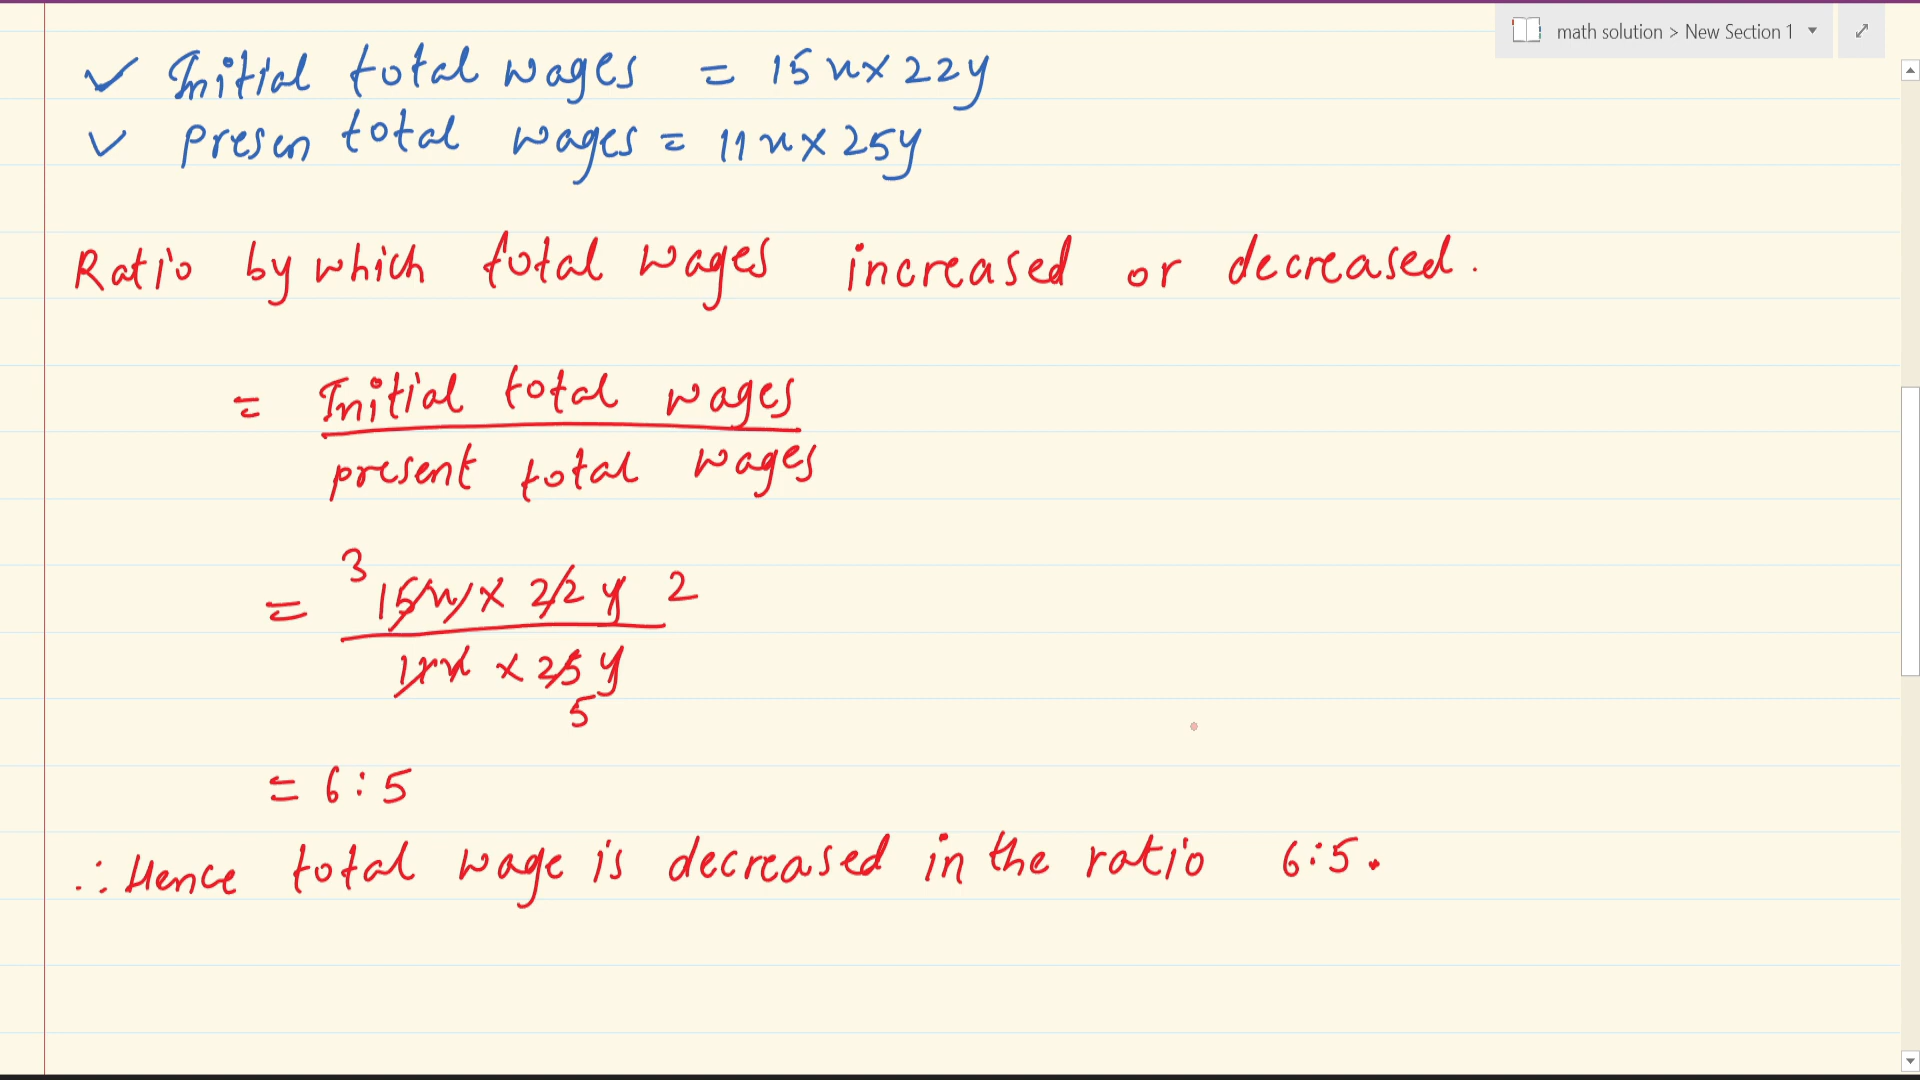 math solution > New Section 1
✓ Initial total wages = 15x × 22y
✓ presen total wages = 11x × 25y
Ratio by which total wages increased or decreased.
= Initial total wages
present total wages
3 15x × 22 y 2
=
11x × 25 y
5
= 6:5
∴ Hence total wage is decreased in the ratio 6:5.